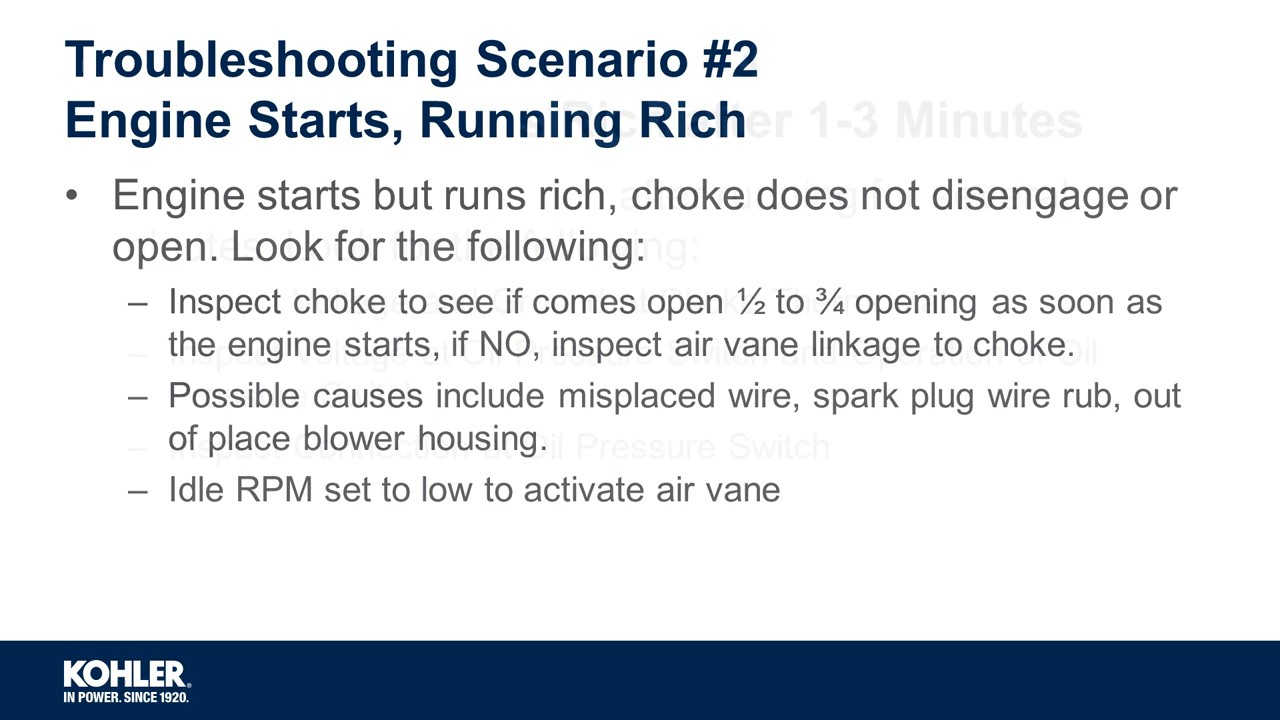 Troubleshooting Scenario #2
Engine Starts, Running Rich
• Engine starts but runs rich, choke does not disengage or
open. Look for the following:
– Inspect choke to see if comes open ½ to ¾ opening as soon as
the engine starts, if NO, inspect air vane linkage to choke.
– Possible causes include misplaced wire, spark plug wire rub, out
of place blower housing.
– Idle RPM set to low to activate air vane
KOHLER®
IN POWER. SINCE 1920.